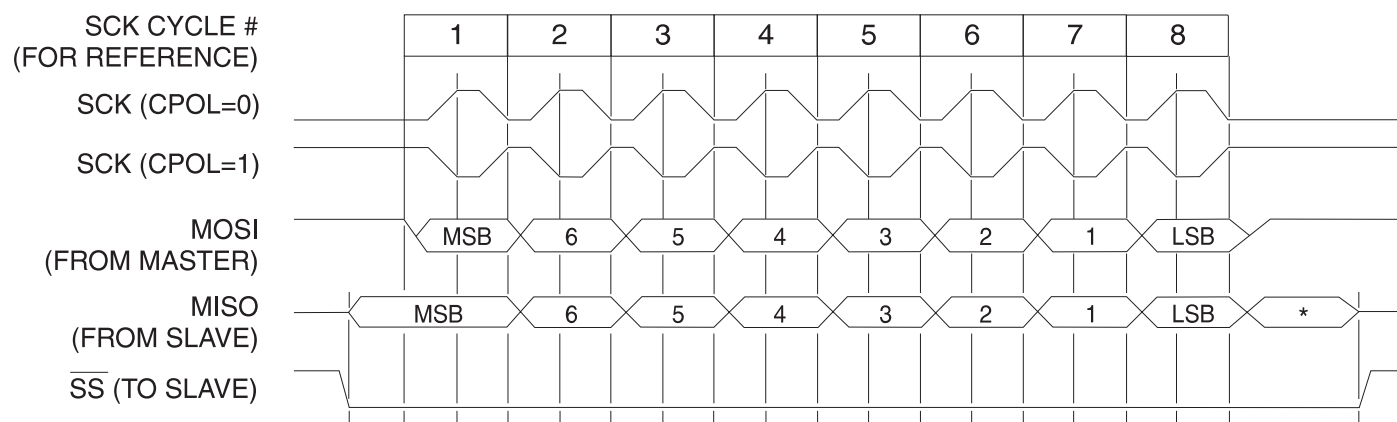 SCK CYCLE #
(FOR REFERENCE)
1 2 3 4 5 6 7 8
SCK (CPOL=0)
SCK (CPOL=1)
MOSI
(FROM MASTER)
MSB 6 5 4 3 2 1 LSB
MISO
(FROM SLAVE)
MSB 6 5 4 3 2 1 LSB *
S̅S̅ (TO SLAVE)